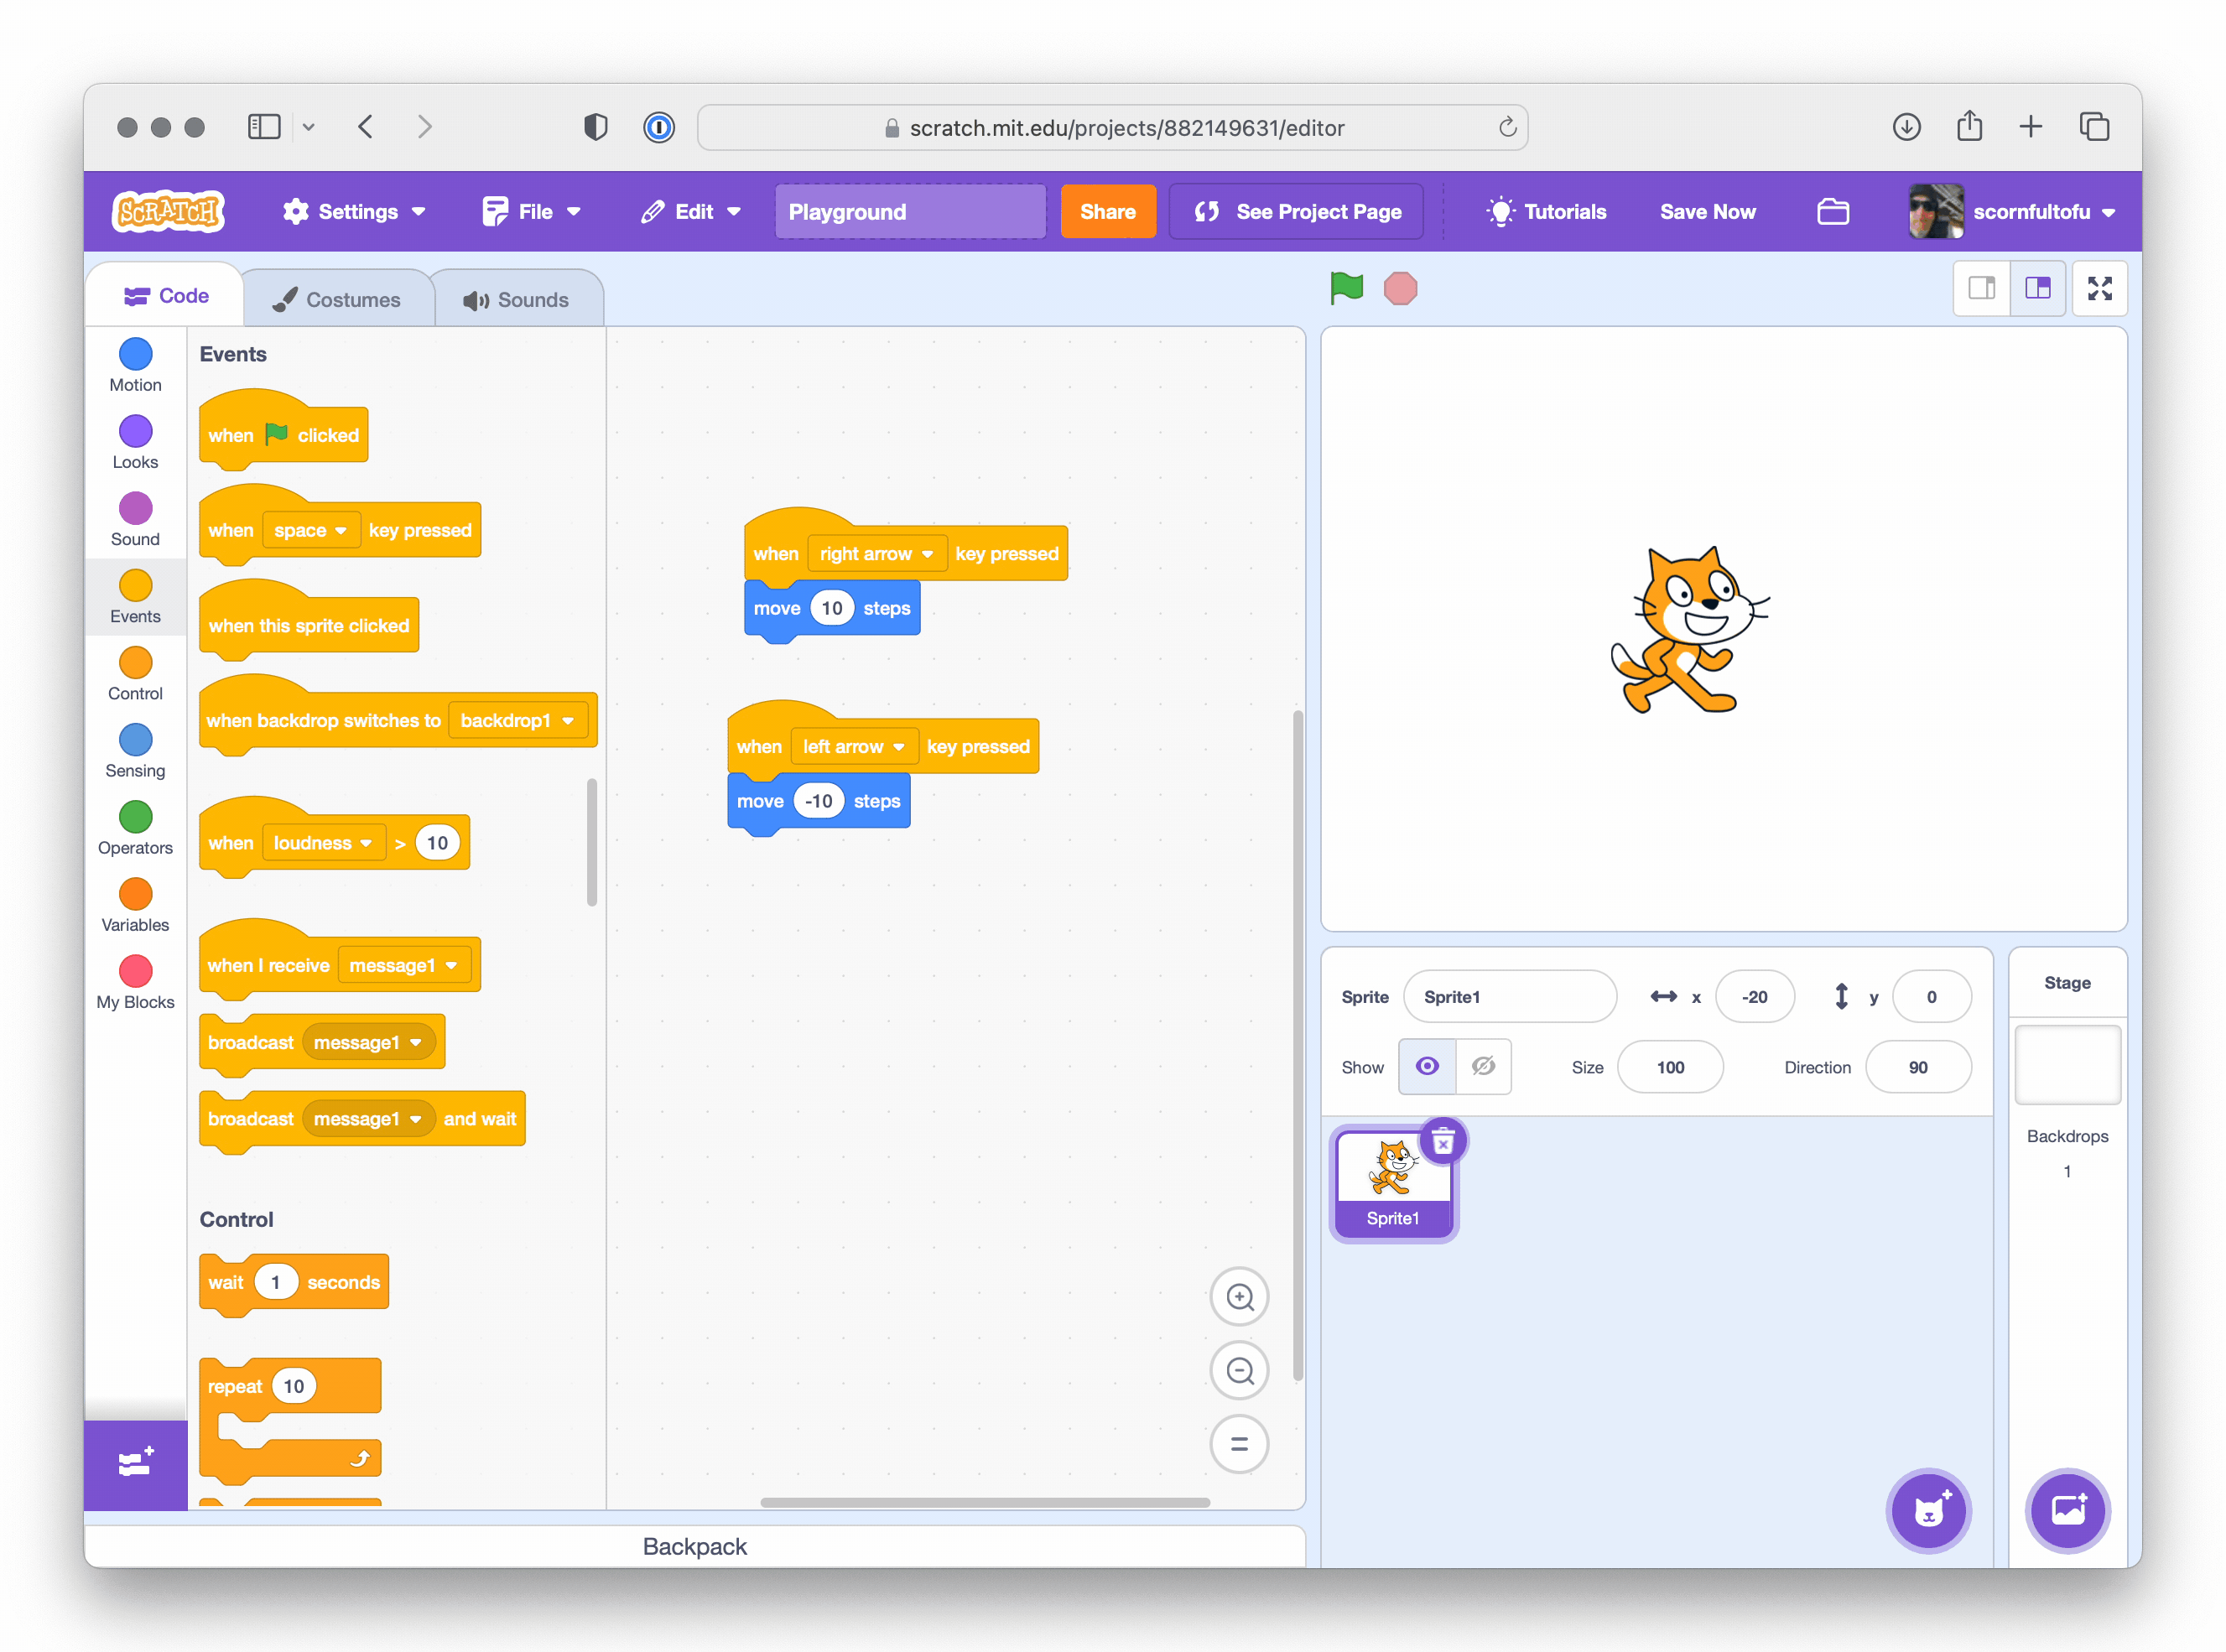 scratch.mit.edu/projects/882149631/editor
SCRATCH
Settings
File
Edit
Playground
Share
See Project Page
Tutorials
Save Now
scornfultofu
Code
Costumes
Sounds
Motion
Looks
Sound
Events
Control
Sensing
Operators
Variables
My Blocks
Events
when clicked
when space key pressed
when this sprite clicked
when backdrop switches to backdrop1
when loudness > 10
when I receive message1
broadcast message1
broadcast message1 and wait
Control
wait 1 seconds
repeat 10
when right arrow key pressed
move 10 steps
when left arrow key pressed
move -10 steps
Backpack
Sprite Sprite1 x -20 y 0
Show Size 100 Direction 90
Sprite1
Stage
Backdrops
1